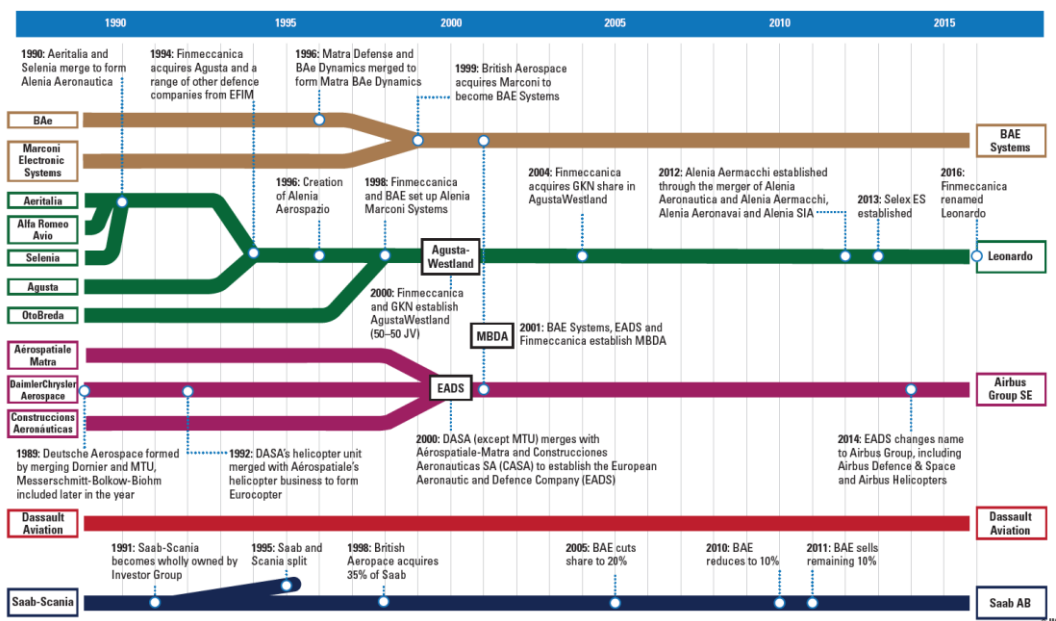 1990
1995
2000
2005
2010
2015
1990: Aeritalia and
Selenia merge to form
Alenia Aeronautica
1994: Finmeccanica
acquires Agusta and a
range of other defence
companies from EFIM
1996: Matra Defense and
BAe Dynamics merged to
form Matra BAe Dynamics
1999: British Aerospace
acquires Marconi to
become BAE Systems
BAe
Marconi
Electronic
Systems
BAE
Systems
Aeritalia
Alfa Romeo
Avio
Selenia
Agusta
OtoBreda
1996: Creation
of Alenia
Aerospazio
1998: Finmeccanica
and BAE set up Alenia
Marconi Systems
2004: Finmeccanica
acquires GKN share in
AgustaWestland
2012: Alenia Aermacchi established
through the merger of Alenia
Aeronautica and Alenia Aermacchi,
Alenia Aeronavai and Alenia SIA
2013: Selex ES
established
2016:
Finmeccanica
renamed
Leonardo
Agusta-
Westland
Leonardo
2000: Finmeccanica
and GKN establish
AgustaWestland
(50–50 JV)
MBDA
2001: BAE Systems, EADS and
Finmeccanica establish MBDA
Aérospatiale
Matra
DaimlerChrysler
Aerospace
Construccions
Aeronáuticas
EADS
Airbus
Group SE
1989: Deutsche Aerospace formed
by merging Dornier and MTU,
Messerschmitt-Bolkow-Biohm
included later in the year
1992: DASA's helicopter unit
merged with Aérospatiale's
helicopter business to form
Eurocopter
2000: DASA (except MTU) merges with
Aérospatiale-Matra and Construcciones
Aeronauticas SA (CASA) to establish the European
Aeronautic and Defence Company (EADS)
2014: EADS changes name
to Airbus Group, including
Airbus Defence & Space
and Airbus Helicopters
Dassault
Aviation
Dassault
Aviation
1991: Saab-Scania
becomes wholly owned by
Investor Group
1995: Saab and
Scania split
1998: British
Aeropace acquires
35% of Saab
2005: BAE cuts
share to 20%
2010: BAE
reduces to 10%
2011: BAE sells
remaining 10%
Saab-Scania
Saab AB